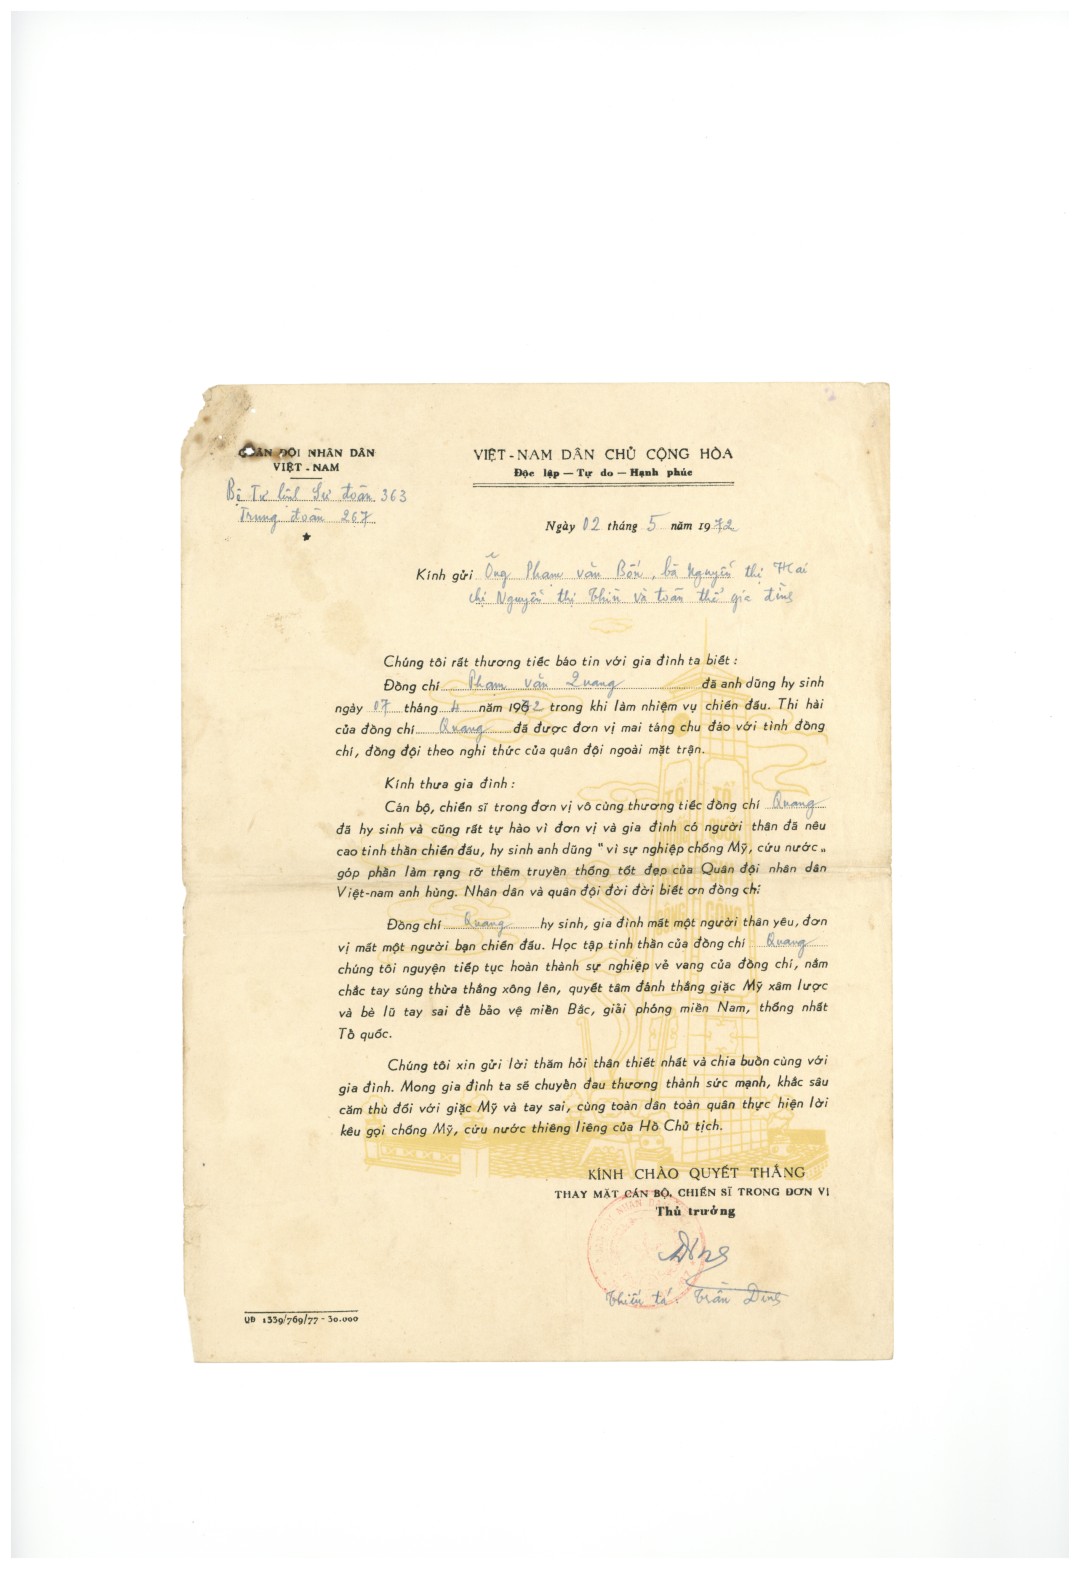 QUÂN ĐỘI NHÂN DÂN
VIỆT-NAM
Bộ Tư lệnh Sư đoàn 363
Trung đoàn 267
VIỆT-NAM DÂN CHỦ CỘNG HÒA
Độc lập — Tự do — Hạnh phúc
Ngày 02 tháng 5 năm 1972
Kính gửi Ông Phạm Văn Bốn, bà Nguyễn thị Hai
chị Nguyễn thị Thìn và toàn thể gia đình
Chúng tôi rất thương tiếc báo tin với gia đình ta biết :
Đồng chí Phạm Văn Quang đã anh dũng hy sinh
ngày 07 tháng 4 năm 1972 trong khi làm nhiệm vụ chiến đấu. Thi hài
của đồng chí Quang đã được đơn vị mai táng chu đáo với tình đồng
chí, đồng đội theo nghi thức của quân đội ngoài mặt trận.
Kính thưa gia đình :
Cán bộ, chiến sĩ trong đơn vị vô cùng thương tiếc đồng chí Quang
đã hy sinh và cũng rất tự hào vì đơn vị và gia đình có người thân đã nêu
cao tinh thần chiến đấu, hy sinh anh dũng "vì sự nghiệp chống Mỹ, cứu nước„
góp phần làm rạng rỡ thêm truyền thống tốt đẹp của Quân đội nhân dân
Việt-nam anh hùng. Nhân dân và quân đội đời đời biết ơn đồng chí
Đồng chí Quang hy sinh, gia đình mất một người thân yêu, đơn
vị mất một người bạn chiến đấu. Học tập tinh thần của đồng chí Quang
chúng tôi nguyện tiếp tục hoàn thành sự nghiệp vẻ vang của đồng chí, nắm
chắc tay súng thừa thắng xông lên, quyết tâm đánh thắng giặc Mỹ xâm lược
và bè lũ tay sai để bảo vệ miền Bắc, giải phóng miền Nam, thống nhất
Tổ quốc.
Chúng tôi xin gửi lời thăm hỏi thân thiết nhất và chia buồn cùng với
gia đình. Mong gia đình ta sẽ chuyển đau thương thành sức mạnh, khắc sâu
căm thù đối với giặc Mỹ và tay sai, cùng toàn dân toàn quân thực hiện lời
kêu gọi chống Mỹ, cứu nước thiêng liêng của Hồ Chủ tịch.
KÍNH CHÀO QUYẾT THẮNG
THAY MẶT CÁN BỘ, CHIẾN SĨ TRONG ĐƠN VỊ
Thủ trưởng
Thiếu tá: Trần
QĐ 1339/769/77 - 30.000
TỔ QUỐC GHI CÔNG